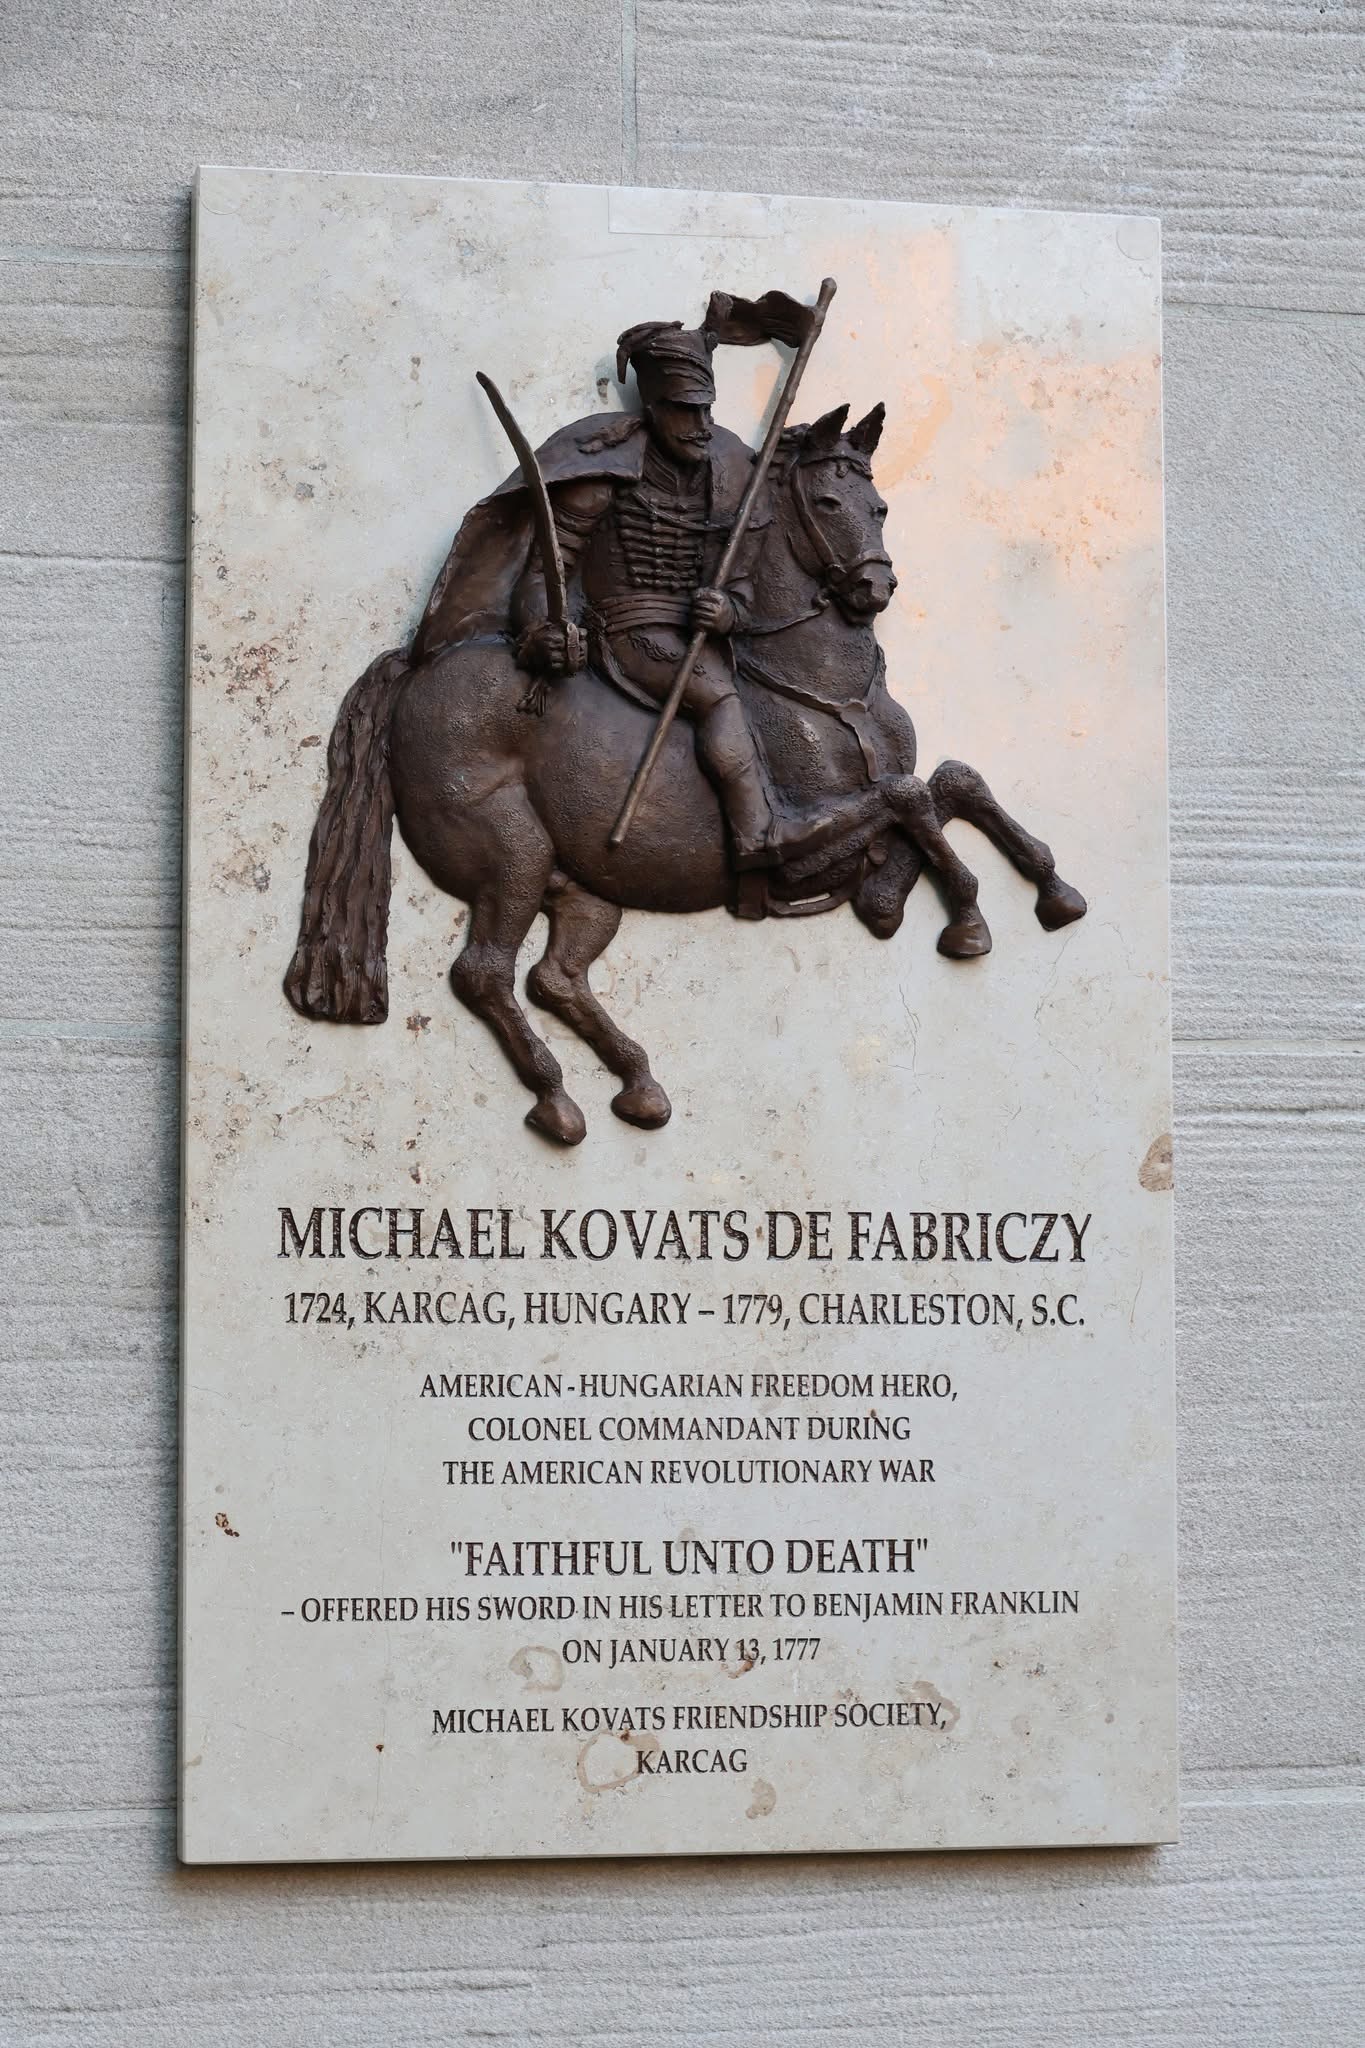 MICHAEL KOVATS DE FABRICZY
1724, KARCAG, HUNGARY – 1779, CHARLESTON, S.C.
AMERICAN-HUNGARIAN FREEDOM HERO,
COLONEL COMMANDANT DURING
THE AMERICAN REVOLUTIONARY WAR
"FAITHFUL UNTO DEATH"
– OFFERED HIS SWORD IN HIS LETTER TO BENJAMIN FRANKLIN
ON JANUARY 13, 1777
MICHAEL KOVATS FRIENDSHIP SOCIETY,
KARCAG